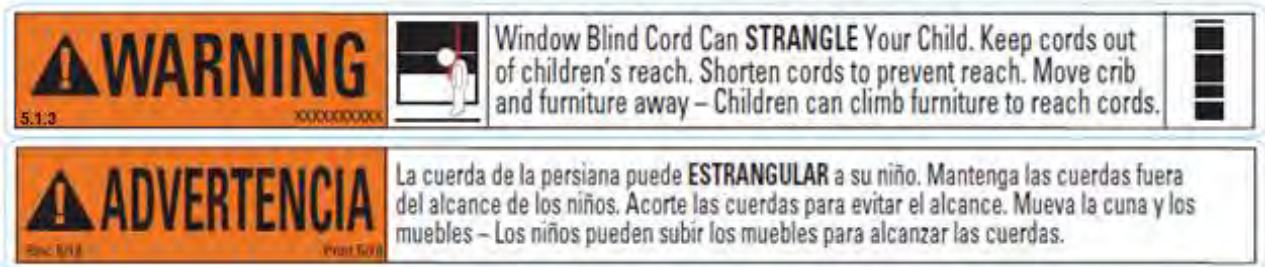 WARNING
5.1.3
XXXXXXXXXX
Window Blind Cord Can STRANGLE Your Child. Keep cords out
of children's reach. Shorten cords to prevent reach. Move crib
and furniture away – Children can climb furniture to reach cords.
ADVERTENCIA
La cuerda de la persiana puede ESTRANGULAR a su niño. Mantenga las cuerdas fuera
del alcance de los niños. Acorte las cuerdas para evitar el alcance. Mueva la cuna y los
muebles – Los niños pueden subir los muebles para alcanzar las cuerdas.